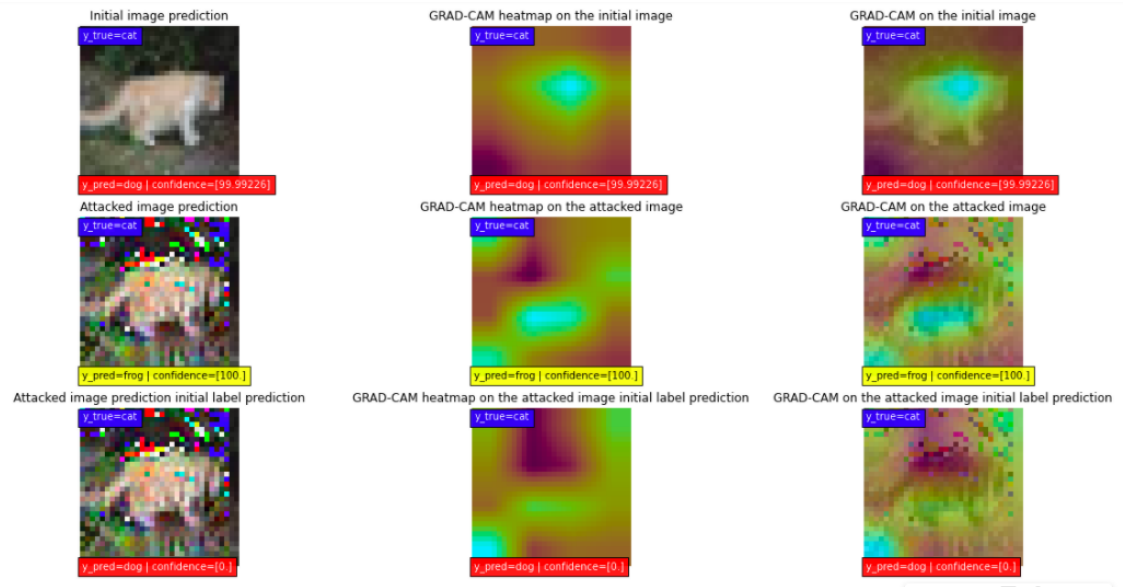 Initial image prediction
GRAD-CAM heatmap on the initial image
GRAD-CAM on the initial image
y_true=cat
y_true=cat
y_true=cat
y_pred=dog | confidence=[99.99226]
y_pred=dog | confidence=[99.99226]
y_pred=dog | confidence=[99.99226]
Attacked image prediction
GRAD-CAM heatmap on the attacked image
GRAD-CAM on the attacked image
y_true=cat
y_true=cat
y_true=cat
y_pred=frog | confidence=[100.]
y_pred=frog | confidence=[100.]
y_pred=frog | confidence=[100.]
Attacked image prediction initial label prediction
GRAD-CAM heatmap on the attacked image initial label prediction
GRAD-CAM on the attacked image initial label prediction
y_true=cat
y_true=cat
y_true=cat
y_pred=dog | confidence=[0.]
y_pred=dog | confidence=[0.]
y_pred=dog | confidence=[0.]